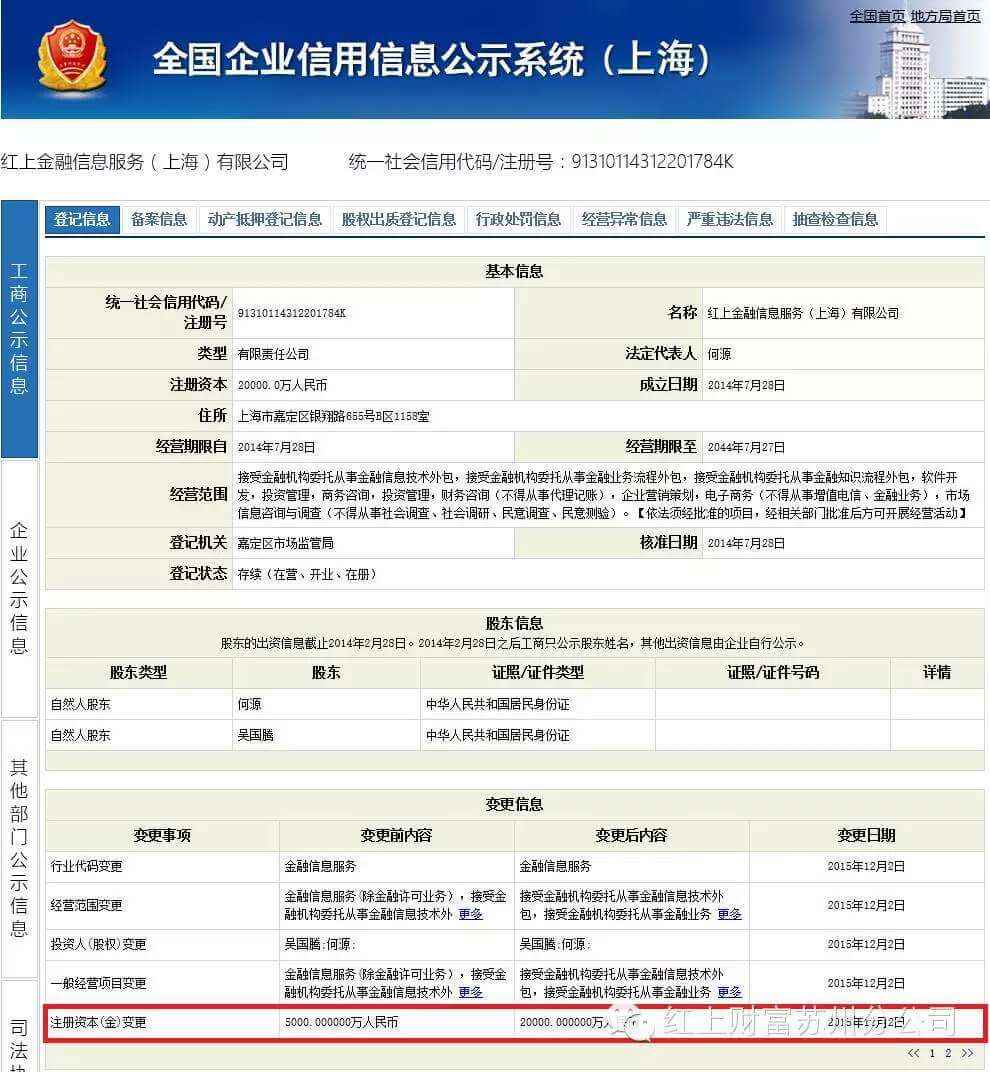 全国首页 地方局首页
全国企业信用信息公示系统（上海）
红上金融信息服务（上海）有限公司 统一社会信用代码/注册号：91310114312201784K
登记信息 备案信息 动产抵押登记信息 股权出质登记信息 行政处罚信息 经营异常信息 严重违法信息 抽查检查信息
工商公示信息
企业公示信息
其他部门公示信息
司法协
基本信息
统一社会信用代码/
注册号 91310114312201784K 名称 红上金融信息服务（上海）有限公司
类型 有限责任公司 法定代表人 何源
注册资本 20000.0万人民币 成立日期 2014年7月28日
住所 上海市嘉定区银翔路655号B区1158室
经营期限自 2014年7月28日 经营期限至 2044年7月27日
经营范围 接受金融机构委托从事金融信息技术外包，接受金融机构委托从事金融业务流程外包，接受金融机构委托从事金融知识流程外包，软件开
发，投资管理，商务咨询，投资管理，财务咨询（不得从事代理记账），企业营销策划，电子商务（不得从事增值电信、金融业务），市场
信息咨询与调查（不得从事社会调查、社会调研、民意调查、民意测验）。【依法须经批准的项目，经相关部门批准后方可开展经营活动】
登记机关 嘉定区市场监管局 核准日期 2014年7月28日
登记状态 存续（在营、开业、在册）
股东信息
股东的出资信息截止2014年2月28日。2014年2月28日之后工商只公示股东姓名，其他出资信息由企业自行公示。
股东类型 股东 证照/证件类型 证照/证件号码 详情
自然人股东 何源 中华人民共和国居民身份证
自然人股东 吴国腾 中华人民共和国居民身份证
变更信息
变更事项 变更前内容 变更后内容 变更日期
行业代码变更 金融信息服务 金融信息服务 2015年12月2日
经营范围变更 金融信息服务(除金融许可业务），接受金
融机构委托从事金融信息技术外 更多 接受金融机构委托从事金融信息技术外
包，接受金融机构委托从事金融业务 更多 2015年12月2日
投资人(股权)变更 吴国腾;何源; 吴国腾;何源; 2015年12月2日
一般经营项目变更 金融信息服务(除金融许可业务），接受金
融机构委托从事金融信息技术外 更多 接受金融机构委托从事金融信息技术外
包，接受金融机构委托从事金融业务 更多 2015年12月2日
注册资本(金)变更 5000.000000万人民币 20000.000000万人民币 2015年12月2日
红上财富苏州分公司
<< 1 2 >>